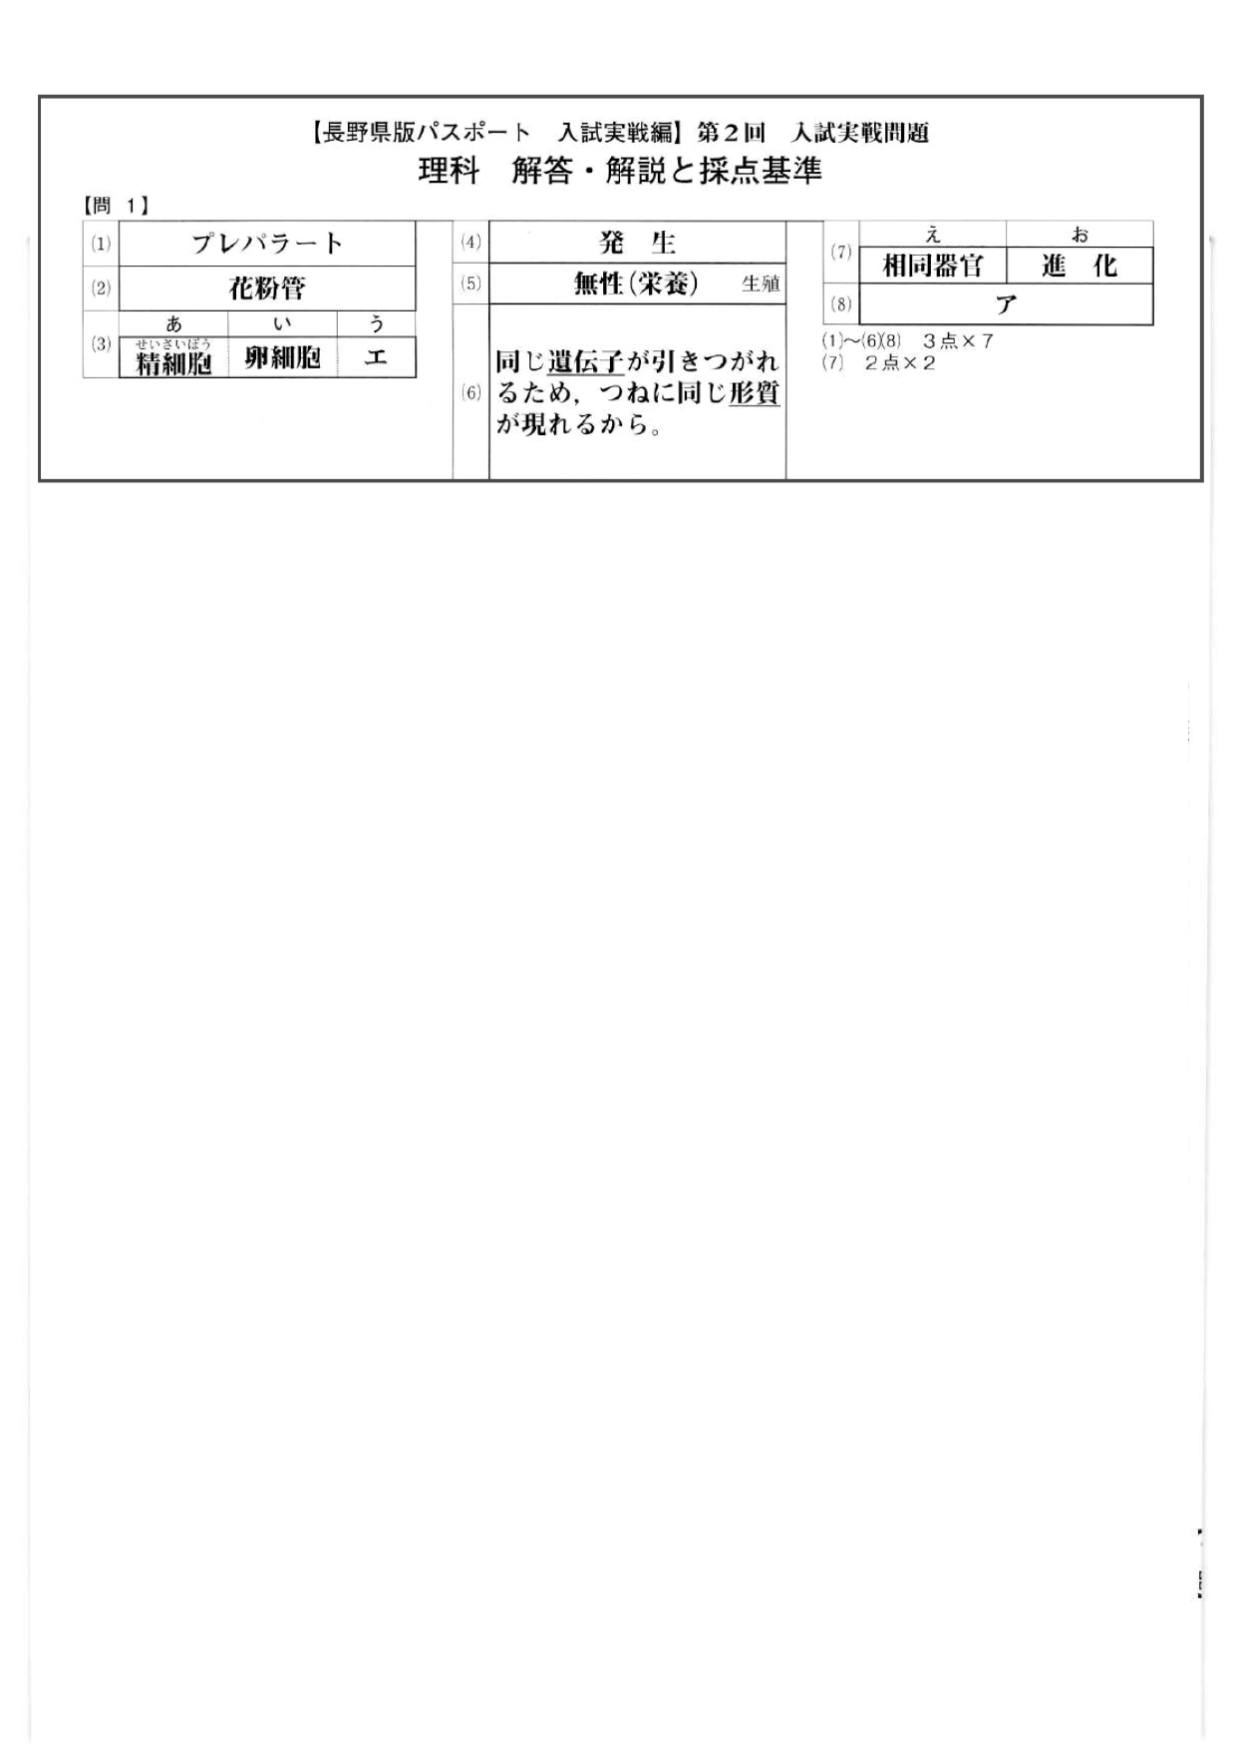 【長野県版パスポート　入試実戦編】第２回　入試実戦問題
理科　解答・解説と採点基準
【問　1】
(1) プレパラート
(2) 花粉管
(3) あ い う
せいさいぼう
精細胞 卵細胞 エ
(4) 発　生
(5) 無性（栄養） 生殖
(6) 同じ遺伝子が引きつがれ
るため，つねに同じ形質
が現れるから。
(7) え お
相同器官 進　化
(8) ア
(1)～(6)(8)　３点×７
(7)　２点×２